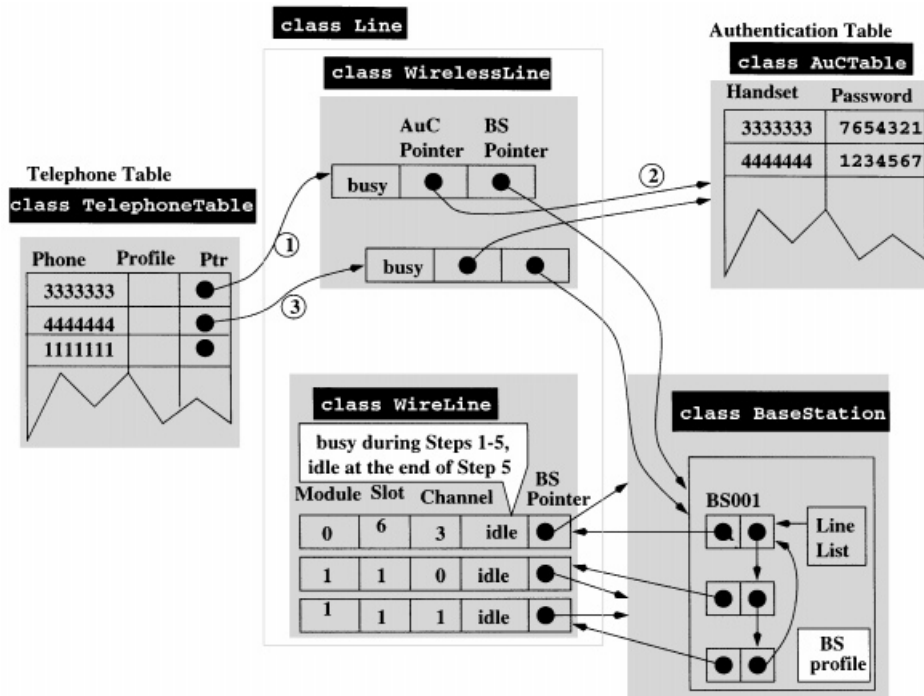 class Line
class WirelessLine
AuC
Pointer
BS
Pointer
busy
busy
Authentication Table
class AuCTable
Handset Password
3333333 7654321
4444444 1234567
2
Telephone Table
class TelephoneTable
Phone Profile Ptr
3333333
4444444
1111111
1
3
class WireLine
busy during Steps 1-5,
idle at the end of Step 5
BS
Pointer
Module Slot Channel
0 6 3 idle
1 1 0 idle
1 1 1 idle
class BaseStation
BS001
Line
List
BS
profile